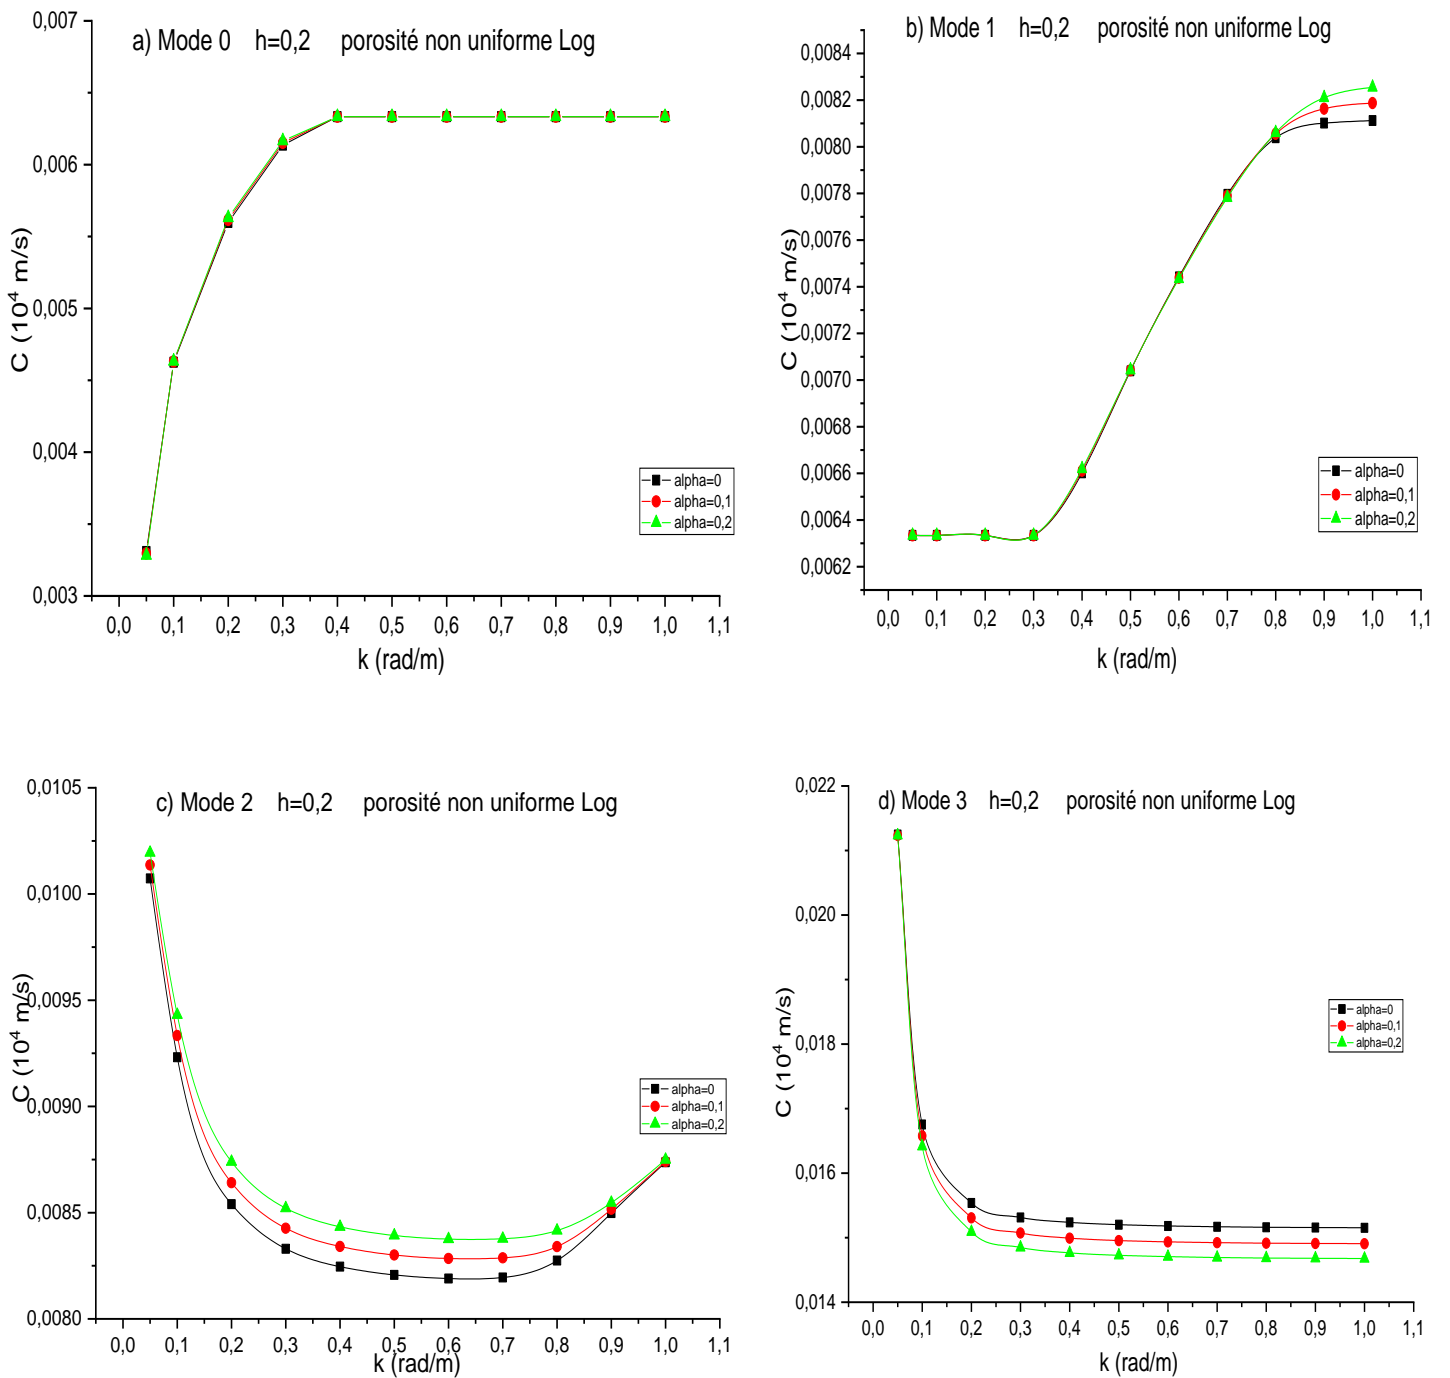 a) Mode 0 h=0,2 porosité non uniforme Log
0,007
0,006
0,005
0,004
0,003
C (10⁴ m/s)
alpha=0
alpha=0,1
alpha=0,2
0,0 0,1 0,2 0,3 0,4 0,5 0,6 0,7 0,8 0,9 1,0 1,1
k (rad/m)
b) Mode 1 h=0,2 porosité non uniforme Log
0,0084
0,0082
0,0080
0,0078
0,0076
0,0074
0,0072
0,0070
0,0068
0,0066
0,0064
0,0062
C (10⁴ m/s)
alpha=0
alpha=0,1
alpha=0,2
0,0 0,1 0,2 0,3 0,4 0,5 0,6 0,7 0,8 0,9 1,0 1,1
k (rad/m)
c) Mode 2 h=0,2 porosité non uniforme Log
0,0105
0,0100
0,0095
0,0090
0,0085
0,0080
C (10⁴ m/s)
alpha=0
alpha=0,1
alpha=0,2
0,0 0,1 0,2 0,3 0,4 0,5 0,6 0,7 0,8 0,9 1,0 1,1
k (rad/m)
d) Mode 3 h=0,2 porosité non uniforme Log
0,022
0,020
0,018
0,016
0,014
C (10⁴ m/s)
alpha=0
alpha=0,1
alpha=0,2
0,0 0,1 0,2 0,3 0,4 0,5 0,6 0,7 0,8 0,9 1,0 1,1
k (rad/m)